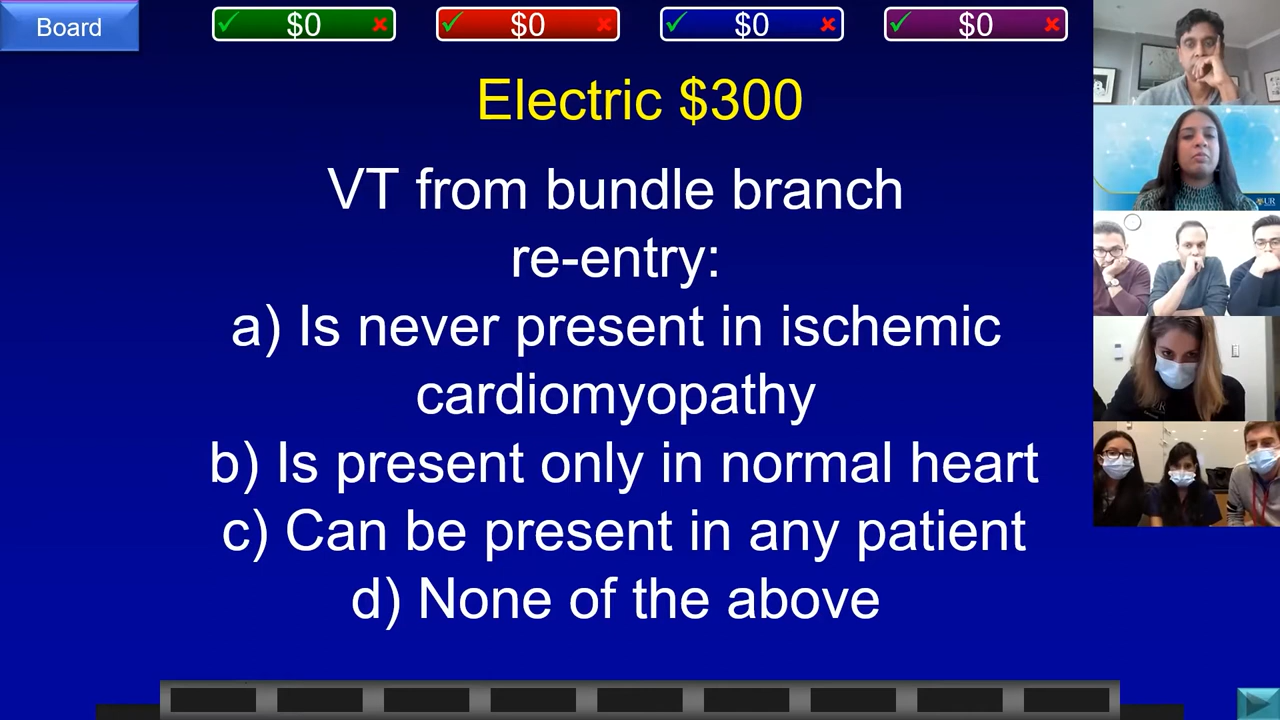 Board
✓ $0 ×
✓ $0 ×
✓ $0 ×
✓ $0 ×
Electric $300
VT from bundle branch
re-entry:
a) Is never present in ischemic
cardiomyopathy
b) Is present only in normal heart
c) Can be present in any patient
d) None of the above
UR